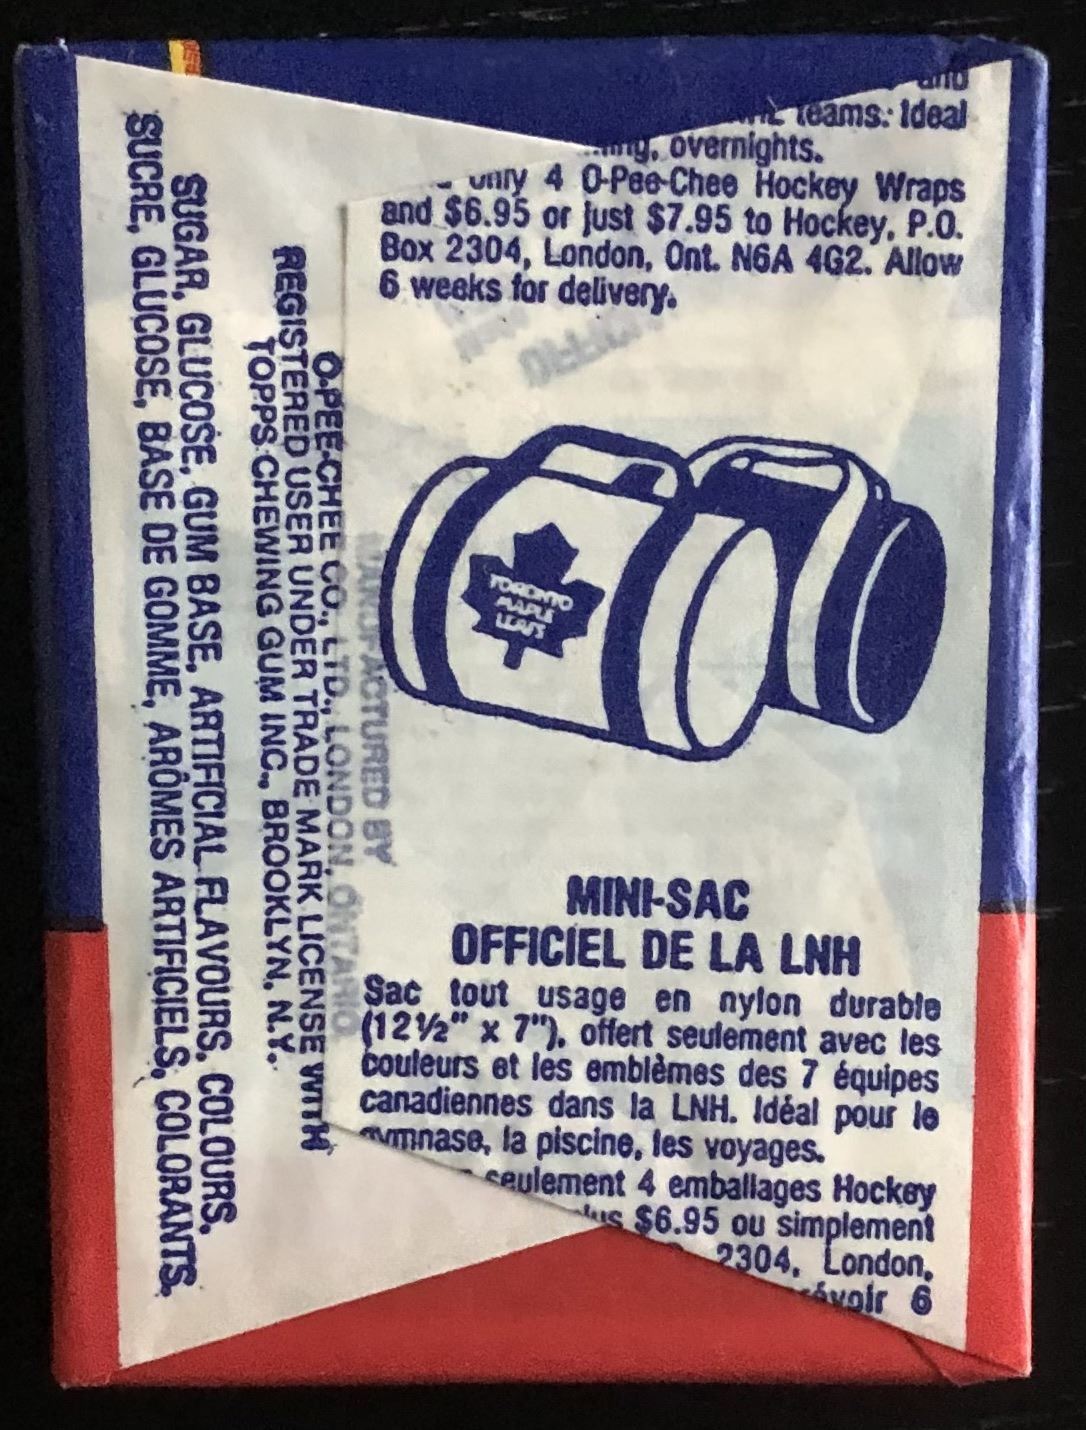 teams. Ideal
overnights.
only 4 O-Pee-Chee Hockey Wraps
and $6.95 or just $7.95 to Hockey, P.O.
Box 2304, London, Ont. N6A 4G2. Allow
6 weeks for delivery.
TORONTO
MAPLE
LEAFS
MINI-SAC
OFFICIEL DE LA LNH
Sac tout usage en nylon durable
(12½" x 7"), offert seulement avec les
couleurs et les emblèmes des 7 équipes
canadiennes dans la LNH. Idéal pour le
gymnase, la piscine, les voyages.
seulement 4 emballages Hockey
$6.95 ou simplement
2304, London,
6
MANUFACTURED BY
O-PEE-CHEE CO., LTD., LONDON, ONTARIO
REGISTERED USER UNDER TRADE MARK LICENSE WITH
TOPPS CHEWING GUM INC., BROOKLYN, N.Y.
SUGAR, GLUCOSE, GUM BASE, ARTIFICIAL FLAVOURS, COLOURS.
SUCRE, GLUCOSE, BASE DE GOMME, ARÔMES ARTIFICIELS, COLORANTS.